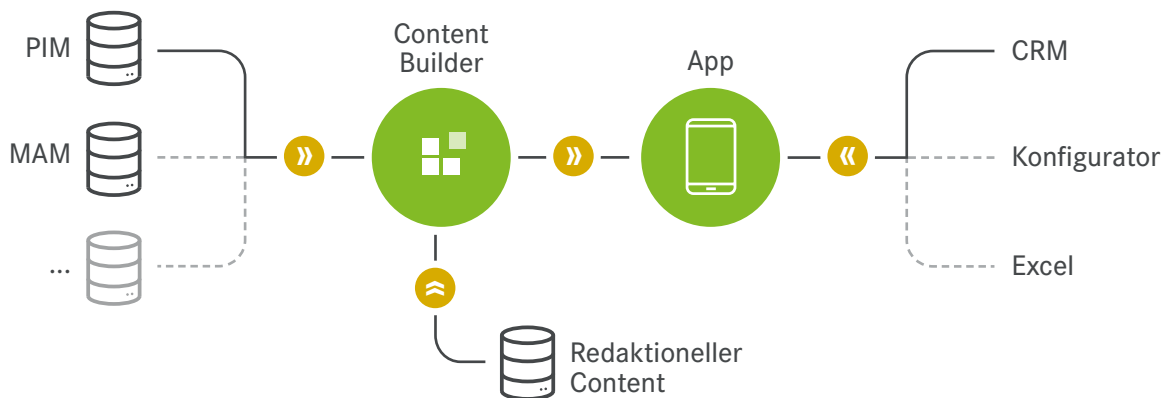 PIM
MAM
...
Content
Builder
App
CRM
Konfigurator
Excel
Redaktioneller
Content